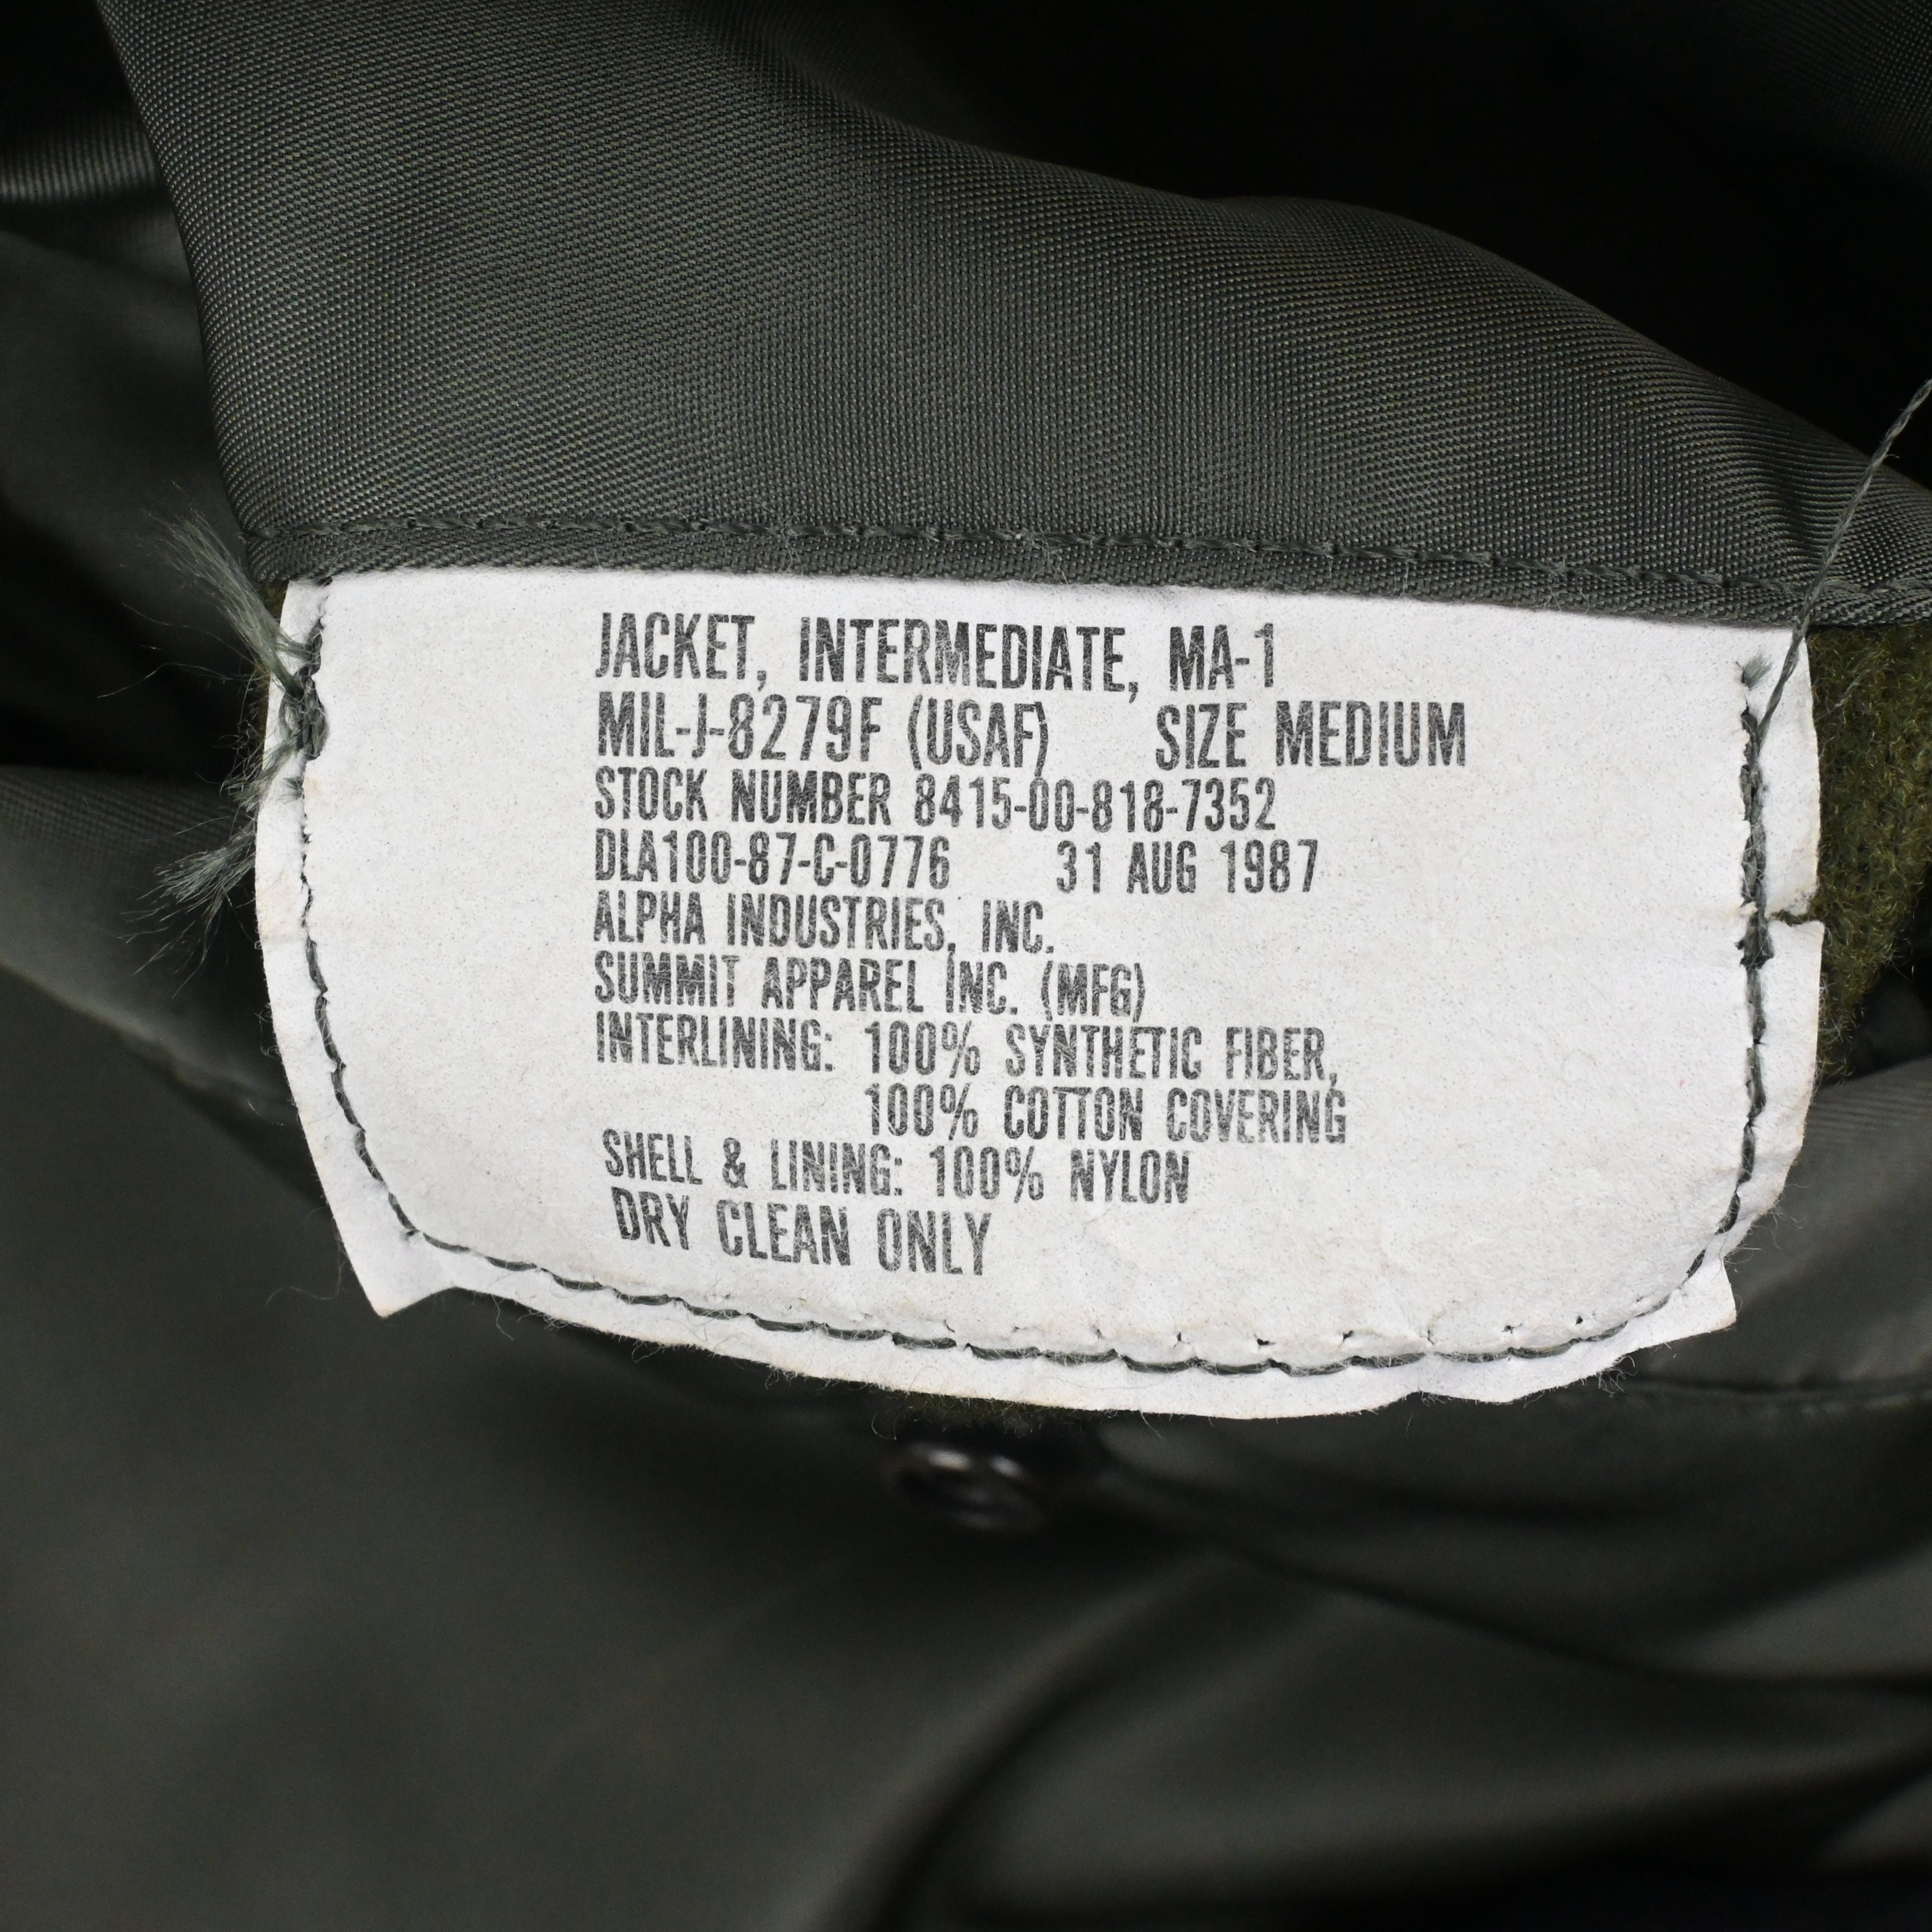 JACKET, INTERMEDIATE, MA-1
MIL-J-8279F (USAF) SIZE MEDIUM
STOCK NUMBER 8415-00-818-7352
DLA100-87-C-0776 31 AUG 1987
ALPHA INDUSTRIES, INC.
SUMMIT APPAREL INC. (MFG)
INTERLINING: 100% SYNTHETIC FIBER,
100% COTTON COVERING
SHELL & LINING: 100% NYLON
DRY CLEAN ONLY